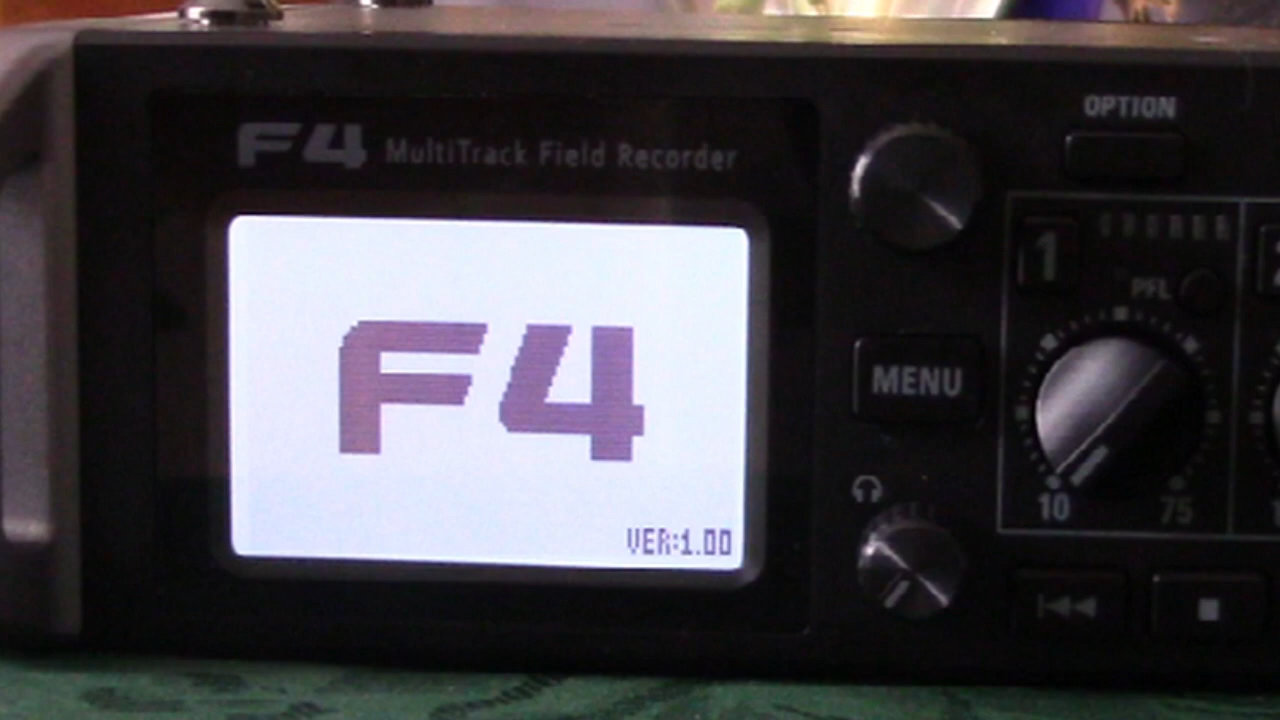 F4 MultiTrack Field Recorder
OPTION
1
PFL
F4
MENU
10 75
VER:1.00